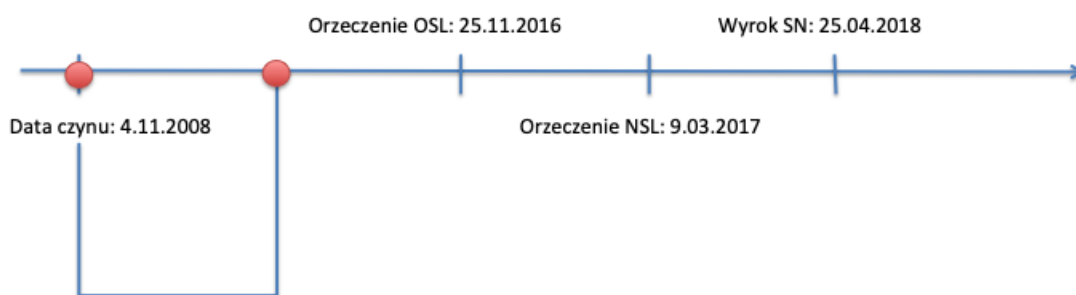 Orzeczenie OSL: 25.11.2016
Wyrok SN: 25.04.2018
Data czynu: 4.11.2008
Orzeczenie NSL: 9.03.2017